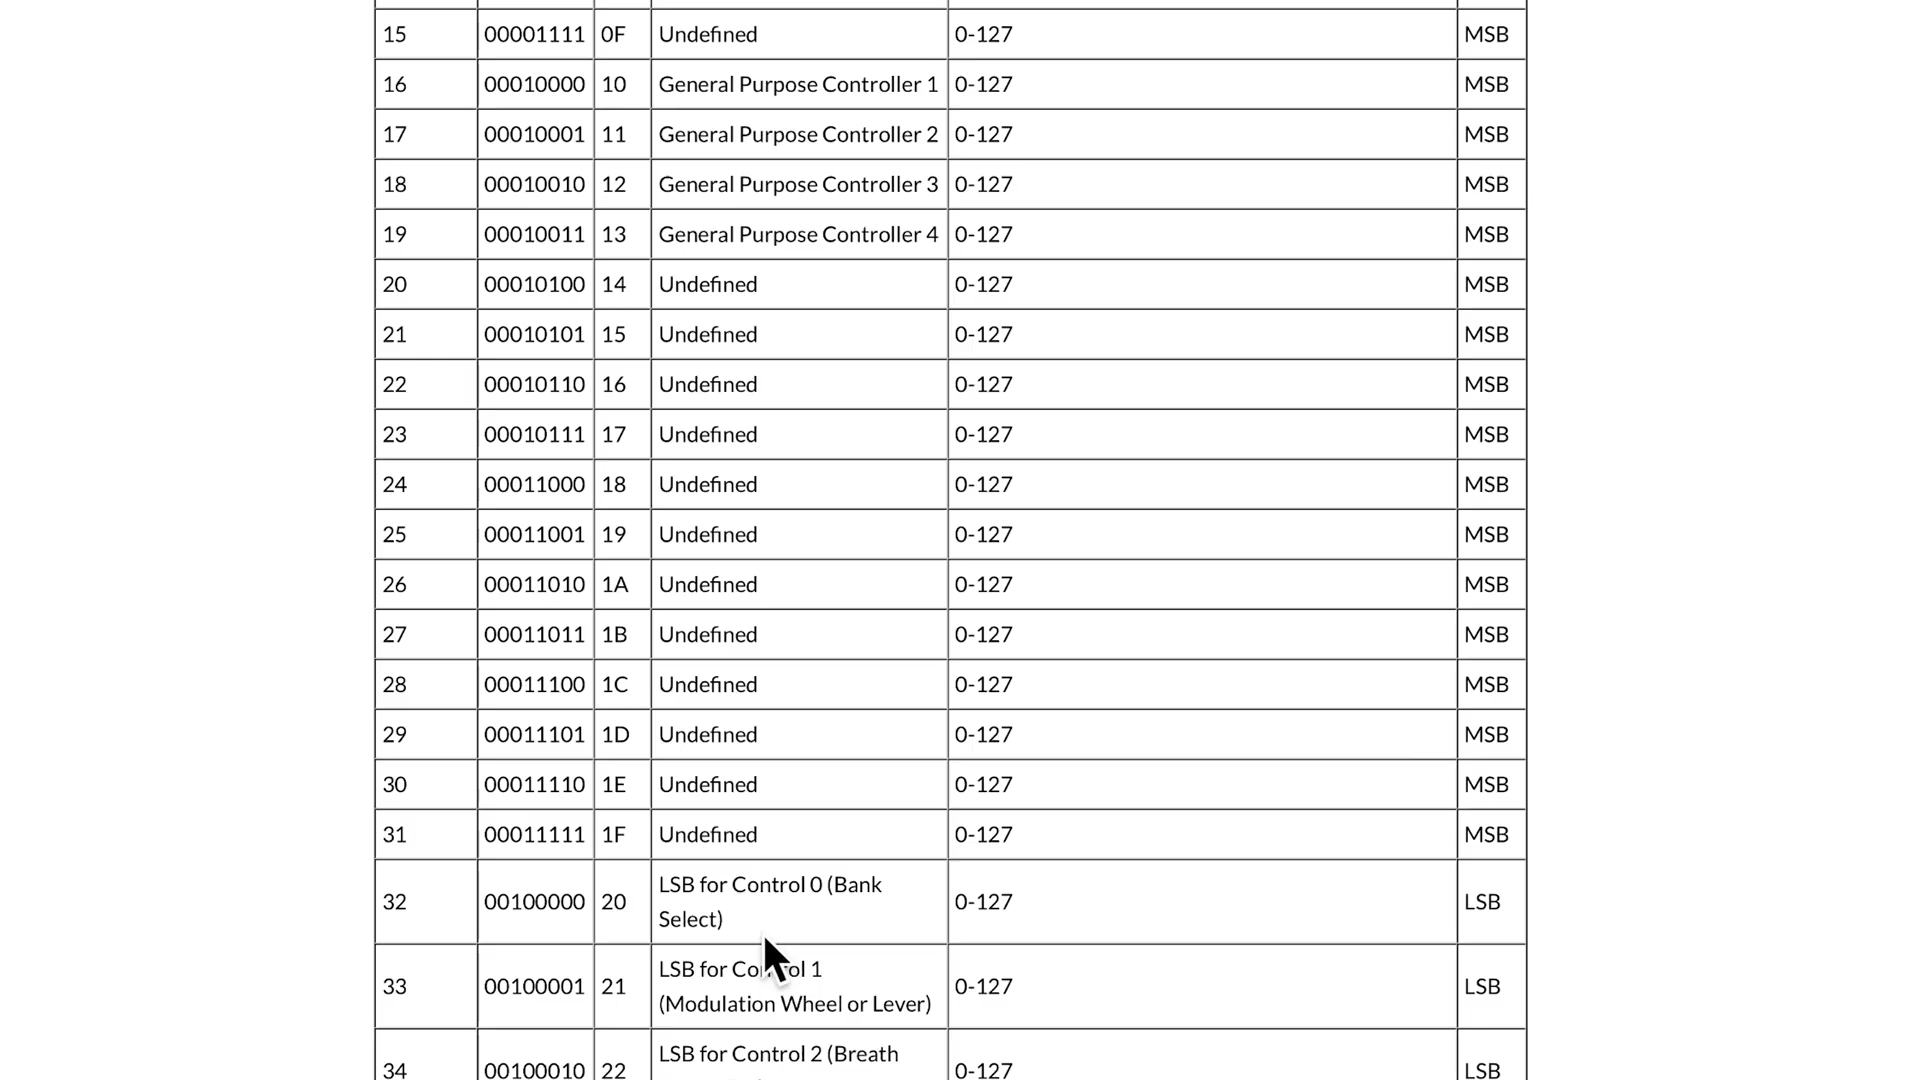 15 00001111 0F Undefined 0-127 MSB
16 00010000 10 General Purpose Controller 1 0-127 MSB
17 00010001 11 General Purpose Controller 2 0-127 MSB
18 00010010 12 General Purpose Controller 3 0-127 MSB
19 00010011 13 General Purpose Controller 4 0-127 MSB
20 00010100 14 Undefined 0-127 MSB
21 00010101 15 Undefined 0-127 MSB
22 00010110 16 Undefined 0-127 MSB
23 00010111 17 Undefined 0-127 MSB
24 00011000 18 Undefined 0-127 MSB
25 00011001 19 Undefined 0-127 MSB
26 00011010 1A Undefined 0-127 MSB
27 00011011 1B Undefined 0-127 MSB
28 00011100 1C Undefined 0-127 MSB
29 00011101 1D Undefined 0-127 MSB
30 00011110 1E Undefined 0-127 MSB
31 00011111 1F Undefined 0-127 MSB
32 00100000 20 LSB for Control 0 (Bank
Select) 0-127 LSB
33 00100001 21 LSB for Control 1
(Modulation Wheel or Lever) 0-127 LSB
34 00100010 22 LSB for Control 2 (Breath
0-127 LSB